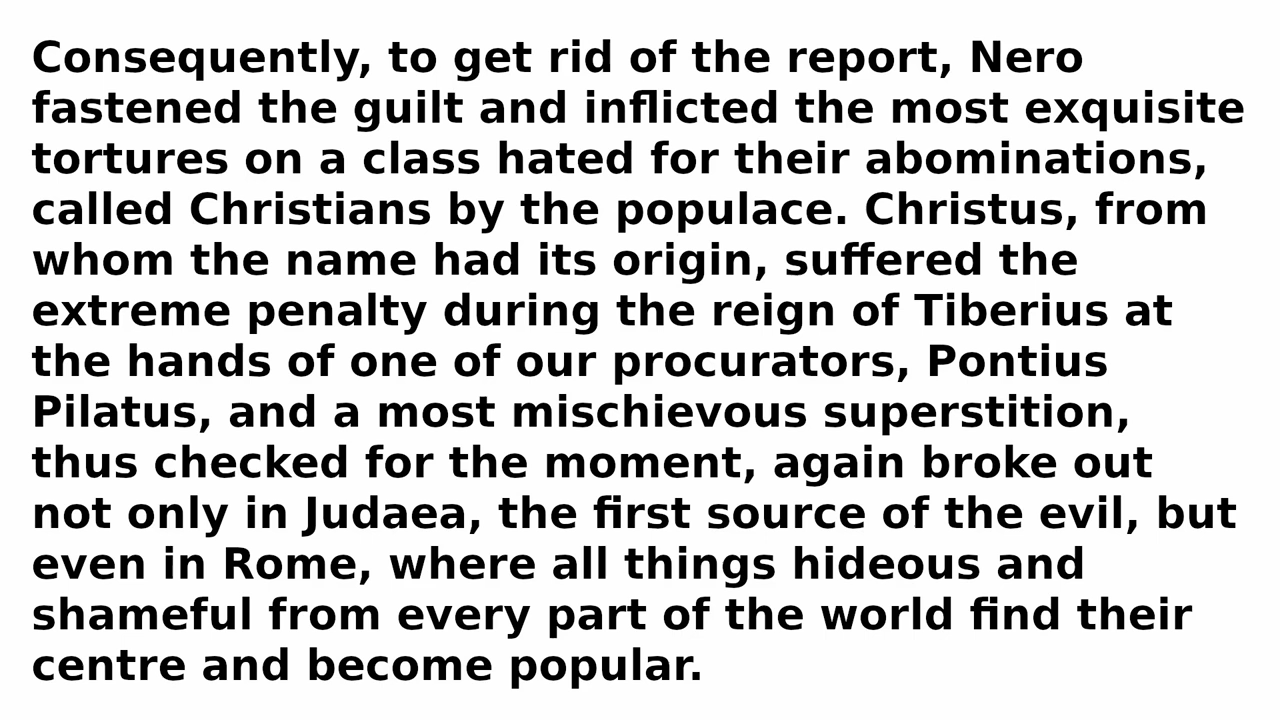 Consequently, to get rid of the report, Nero
fastened the guilt and inflicted the most exquisite
tortures on a class hated for their abominations,
called Christians by the populace. Christus, from
whom the name had its origin, suffered the
extreme penalty during the reign of Tiberius at
the hands of one of our procurators, Pontius
Pilatus, and a most mischievous superstition,
thus checked for the moment, again broke out
not only in Judaea, the first source of the evil, but
even in Rome, where all things hideous and
shameful from every part of the world find their
centre and become popular.